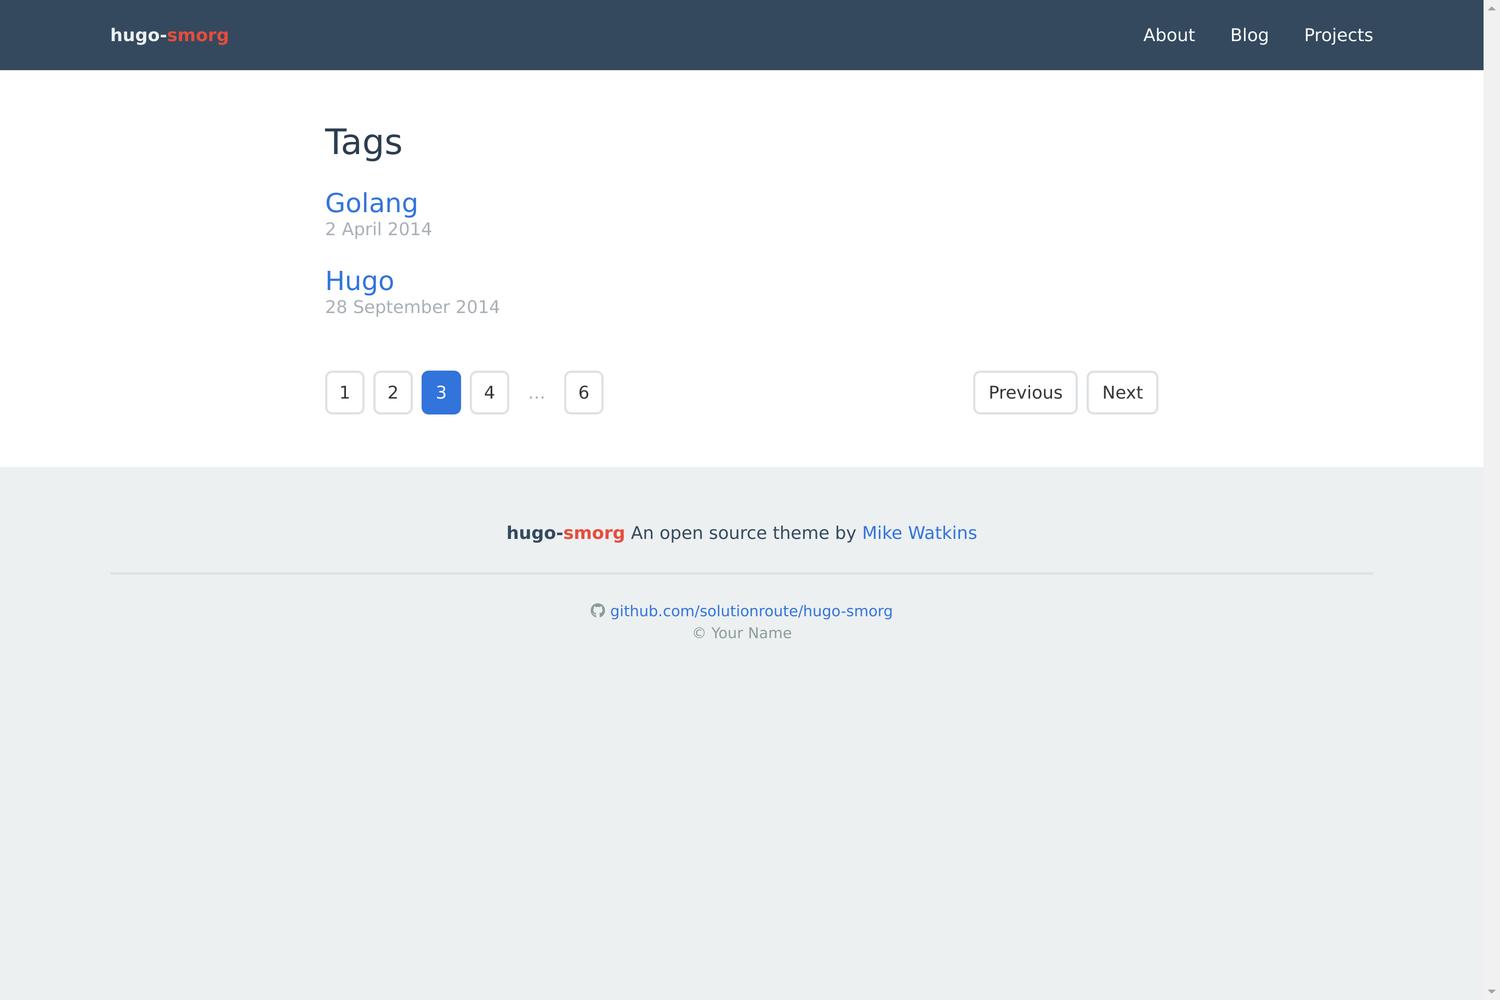 hugo-smorg About Blog Projects
Tags
Golang
2 April 2014
Hugo
28 September 2014
1 2 3 4 … 6 Previous Next
hugo-smorg An open source theme by Mike Watkins
github.com/solutionroute/hugo-smorg
© Your Name